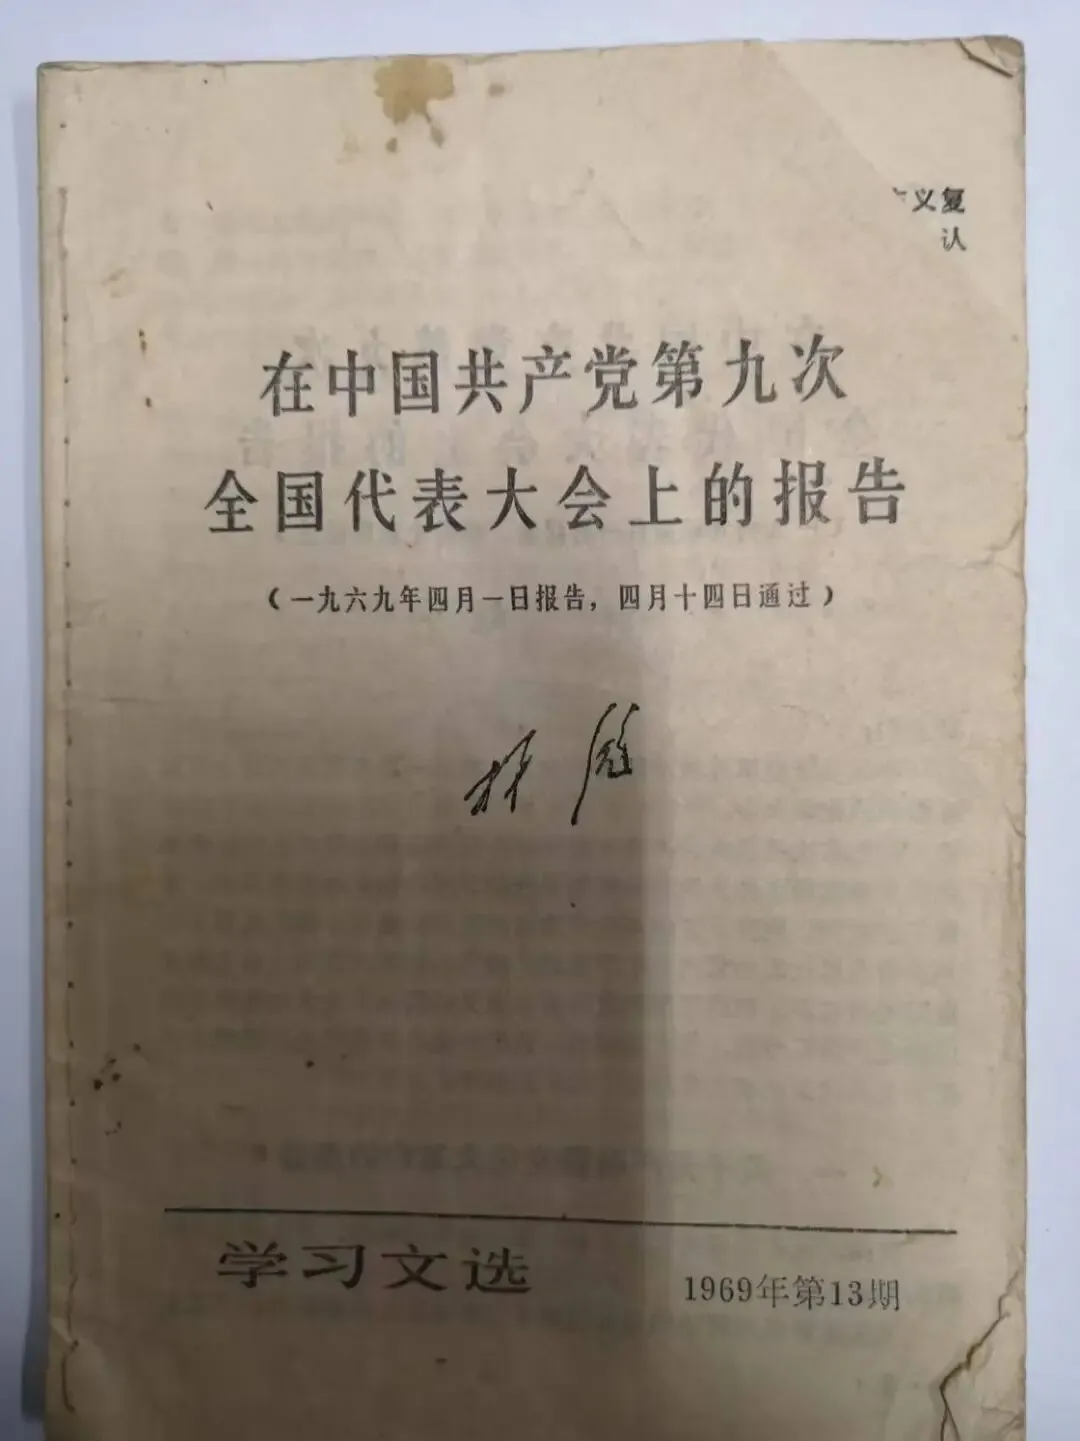 义复
认
在中国共产党第九次
全国代表大会上的报告
（一九六九年四月一日报告，四月十四日通过）
林彪
学习文选
1969年第13期